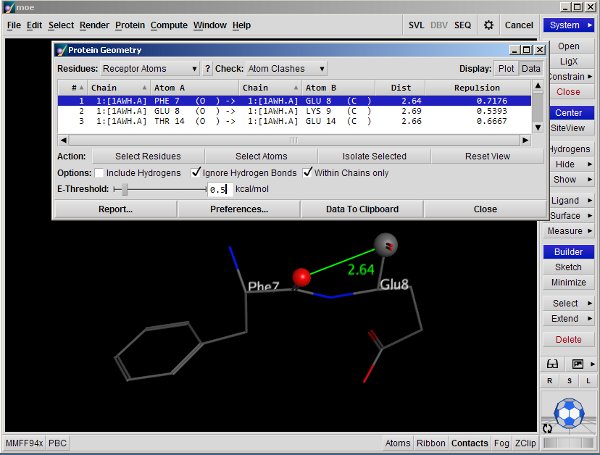 moe
File Edit Select Render Protein Compute Window Help SVL DBV SEQ Cancel System
Protein Geometry
Residues: Receptor Atoms ? Check: Atom Clashes Display: Plot Data
# Chain Atom A Chain Atom B Dist Repulsion
1 1:[1AWH.A] PHE 7 (O ) -> 1:[1AWH.A] GLU 8 (C ) 2.64 0.7176
2 1:[1AWH.A] GLU 8 (O ) -> 1:[1AWH.A] LYS 9 (C ) 2.69 0.5393
3 1:[1AWH.A] THR 14 (O ) -> 1:[1AWH.A] GLU 14 (C ) 2.66 0.6667
Action: Select Residues Select Atoms Isolate Selected Reset View
Options: Include Hydrogens Ignore Hydrogen Bonds Within Chains only
E-Threshold: 0.5 kcal/mol
Report... Preferences... Data To Clipboard Close
Phe7 2.64 Glu8
Open
LigX
Constrain
Close
Center
SiteView
Hydrogens
Hide
Show
Ligand
Surface
Measure
Builder
Sketch
Minimize
Select
Extend
Delete
R S L
MMFF94x PBC Atoms Ribbon Contacts Fog ZClip